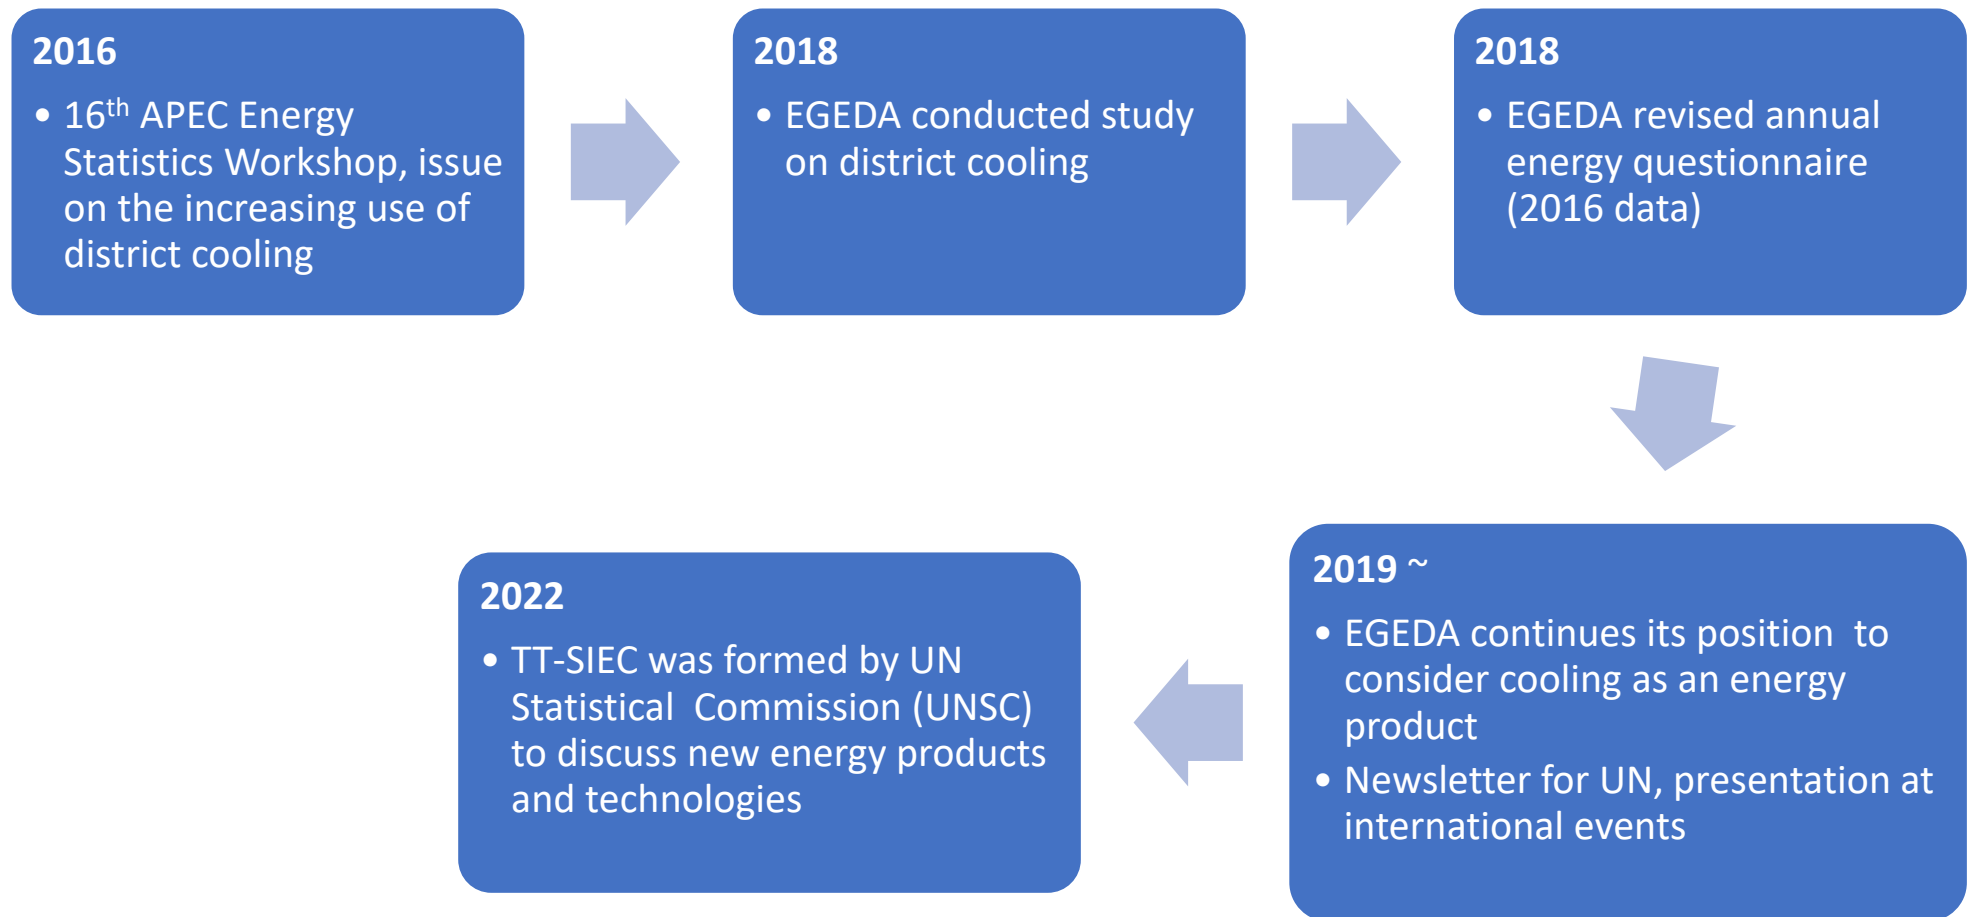 2016
• 16th APEC Energy
Statistics Workshop, issue
on the increasing use of
district cooling
2018
• EGEDA conducted study
on district cooling
2018
• EGEDA revised annual
energy questionnaire
(2016 data)
2019 ~
• EGEDA continues its position  to
consider cooling as an energy
product
• Newsletter for UN, presentation at
international events
2022
• TT-SIEC was formed by UN
Statistical  Commission (UNSC)
to discuss new energy products
and technologies